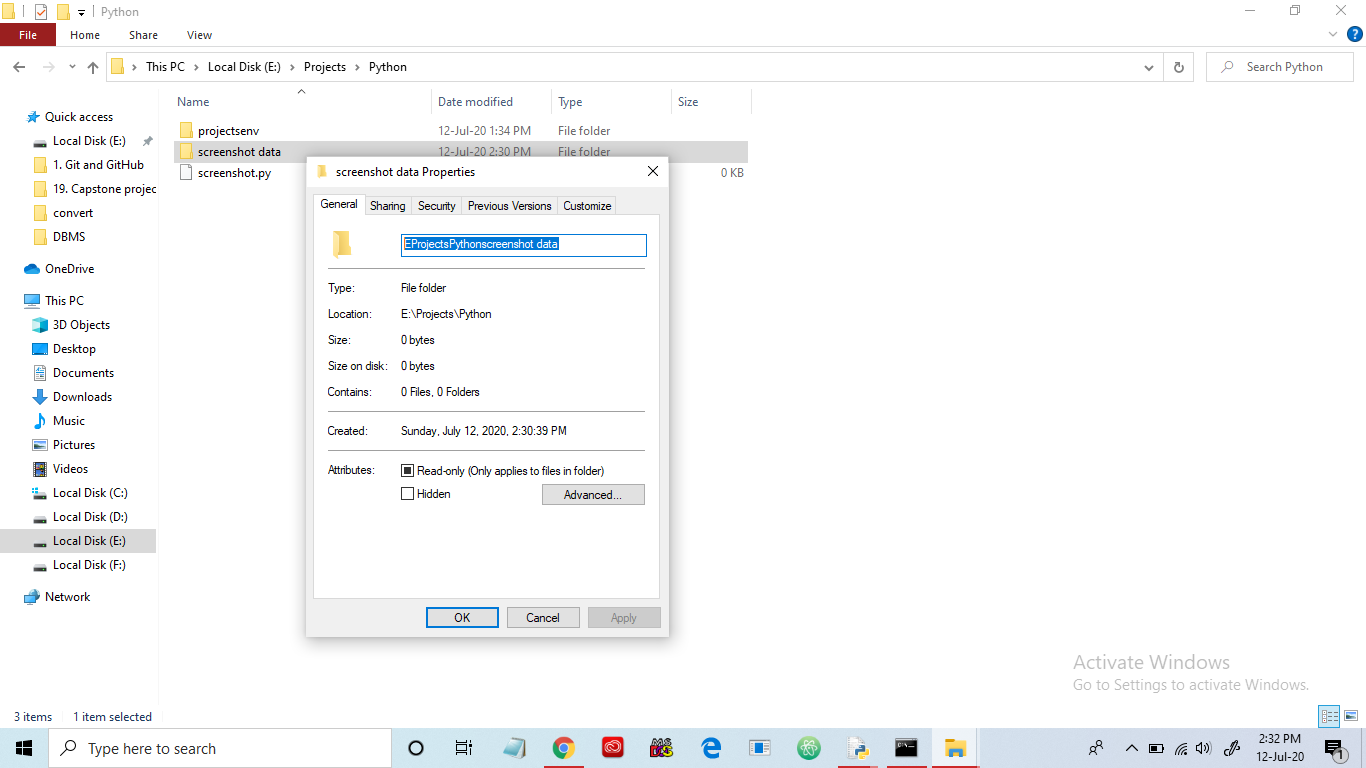 Python
File Home Share View
This PC Local Disk (E:) Projects Python
Search Python
Name Date modified Type Size
Quick access
Local Disk (E:)
1. Git and GitHub
19. Capstone projec
convert
DBMS
OneDrive
This PC
3D Objects
Desktop
Documents
Downloads
Music
Pictures
Videos
Local Disk (C:)
Local Disk (D:)
Local Disk (E:)
Local Disk (F:)
Network
projectsenv 12-Jul-20 1:34 PM File folder
screenshot data 12-Jul-20 2:30 PM File folder
screenshot.py 0 KB
screenshot data Properties
General Sharing Security Previous Versions Customize
EProjectsPythonscreenshot data
Type: File folder
Location: E:\Projects\Python
Size: 0 bytes
Size on disk: 0 bytes
Contains: 0 Files, 0 Folders
Created: Sunday, July 12, 2020, 2:30:39 PM
Attributes: Read-only (Only applies to files in folder)
Hidden Advanced...
OK Cancel Apply
Activate Windows
Go to Settings to activate Windows.
3 items 1 item selected
Type here to search
2:32 PM
12-Jul-20
1